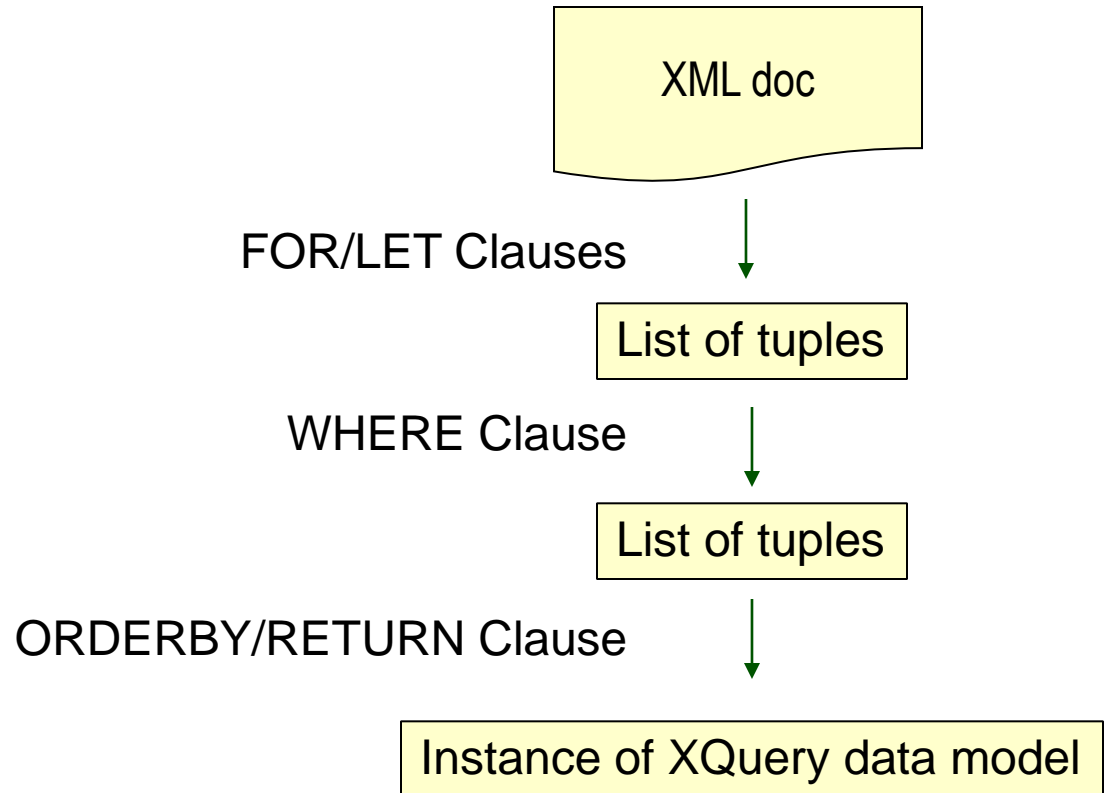 XML doc
FOR/LET Clauses
List of tuples
WHERE Clause
List of tuples
ORDERBY/RETURN Clause
Instance of XQuery data model